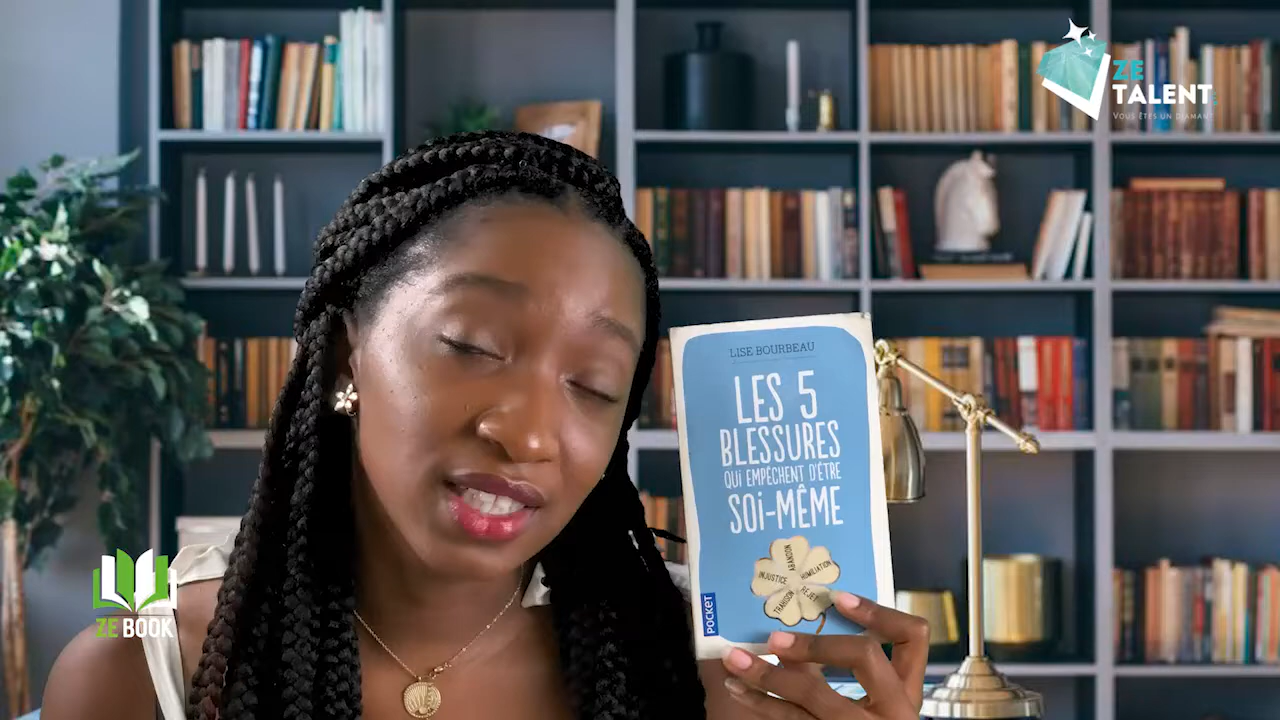 ZE
TALENT
VOUS ÊTES UN DIAMANT
LISE BOURBEAU
LES 5
BLESSURES
QUI EMPÊCHENT D'ÊTRE
SOi-MÊME
ABANDON
HUMILIATION
INJUSTICE
REJET
TRAHISON
POCKET
ZE BOOK